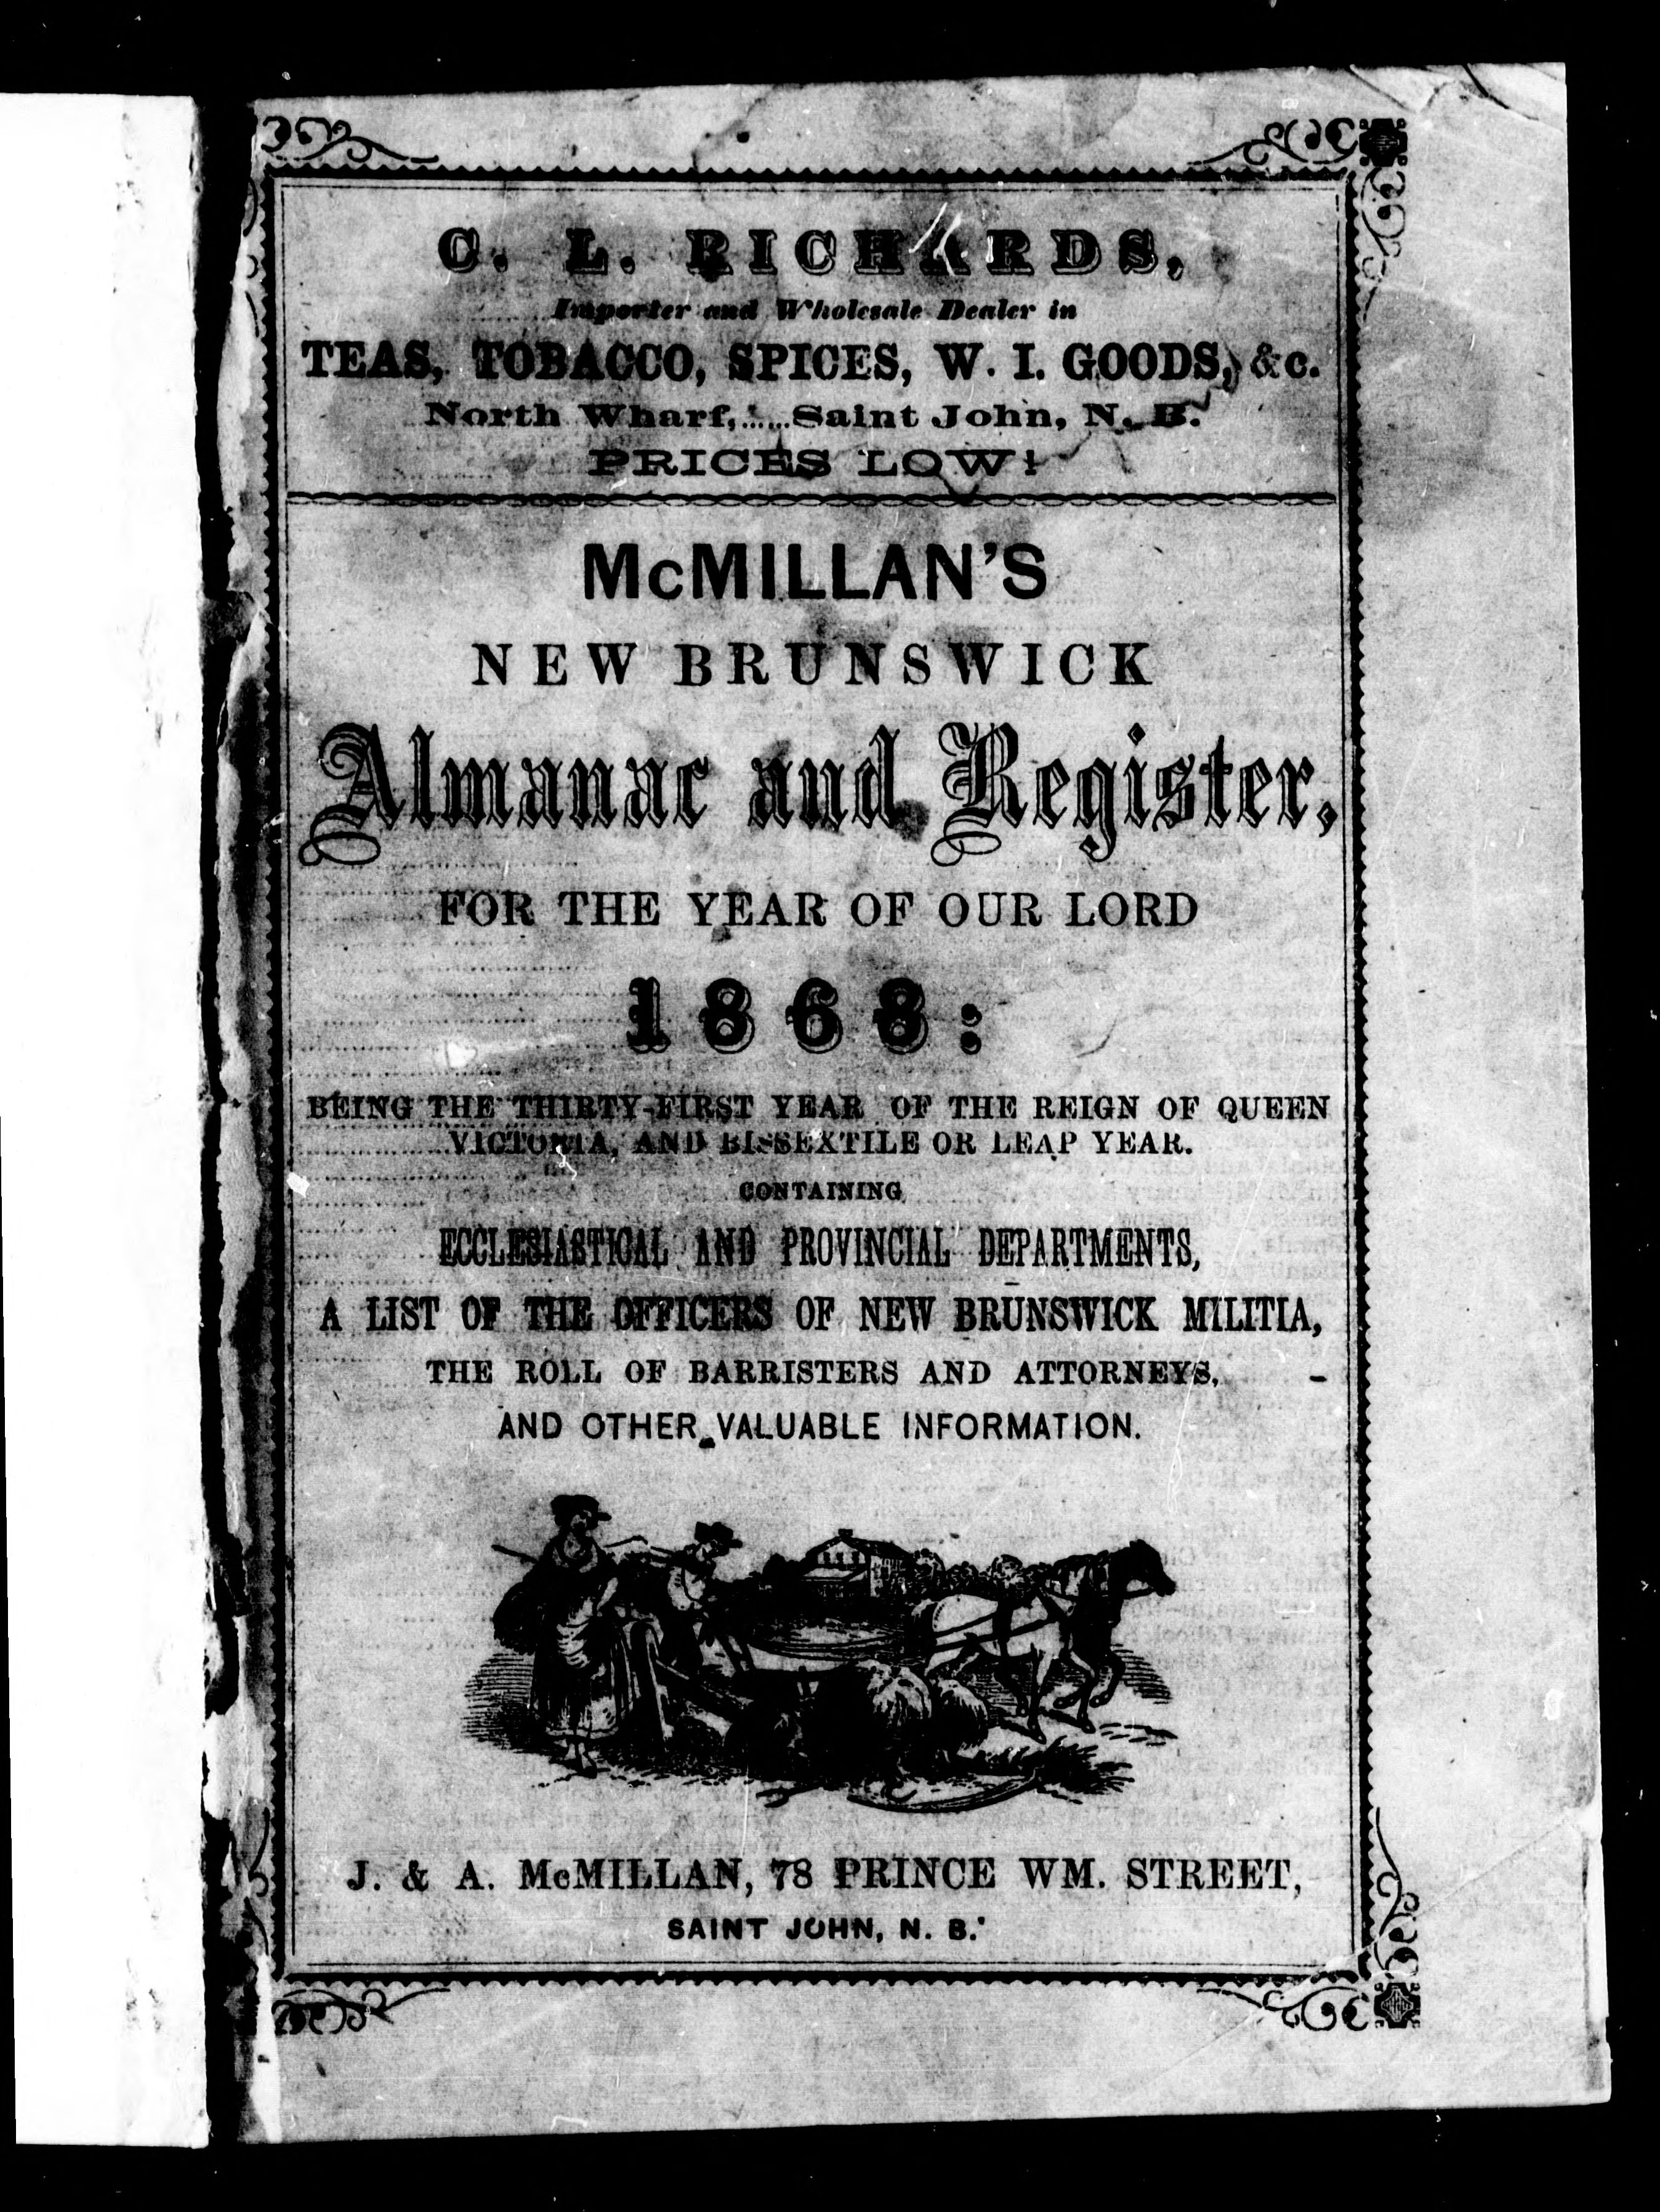 C. L. RICHARDS,
Importer and Wholesale Dealer in
TEAS, TOBACCO, SPICES, W. I. GOODS, &c.
North Wharf,......Saint John, N. B.
PRICES LOW!
McMILLAN'S
NEW BRUNSWICK
Almanac and Register,
FOR THE YEAR OF OUR LORD
1868:
BEING THE THIRTY-FIRST YEAR OF THE REIGN OF QUEEN
VICTORIA, AND BISSEXTILE OR LEAP YEAR.
CONTAINING
ECCLESIASTICAL AND PROVINCIAL DEPARTMENTS,
A LIST OF THE OFFICERS OF NEW BRUNSWICK MILITIA,
THE ROLL OF BARRISTERS AND ATTORNEYS,
AND OTHER VALUABLE INFORMATION.
J. & A. McMILLAN, 78 PRINCE WM. STREET,
SAINT JOHN, N. B.